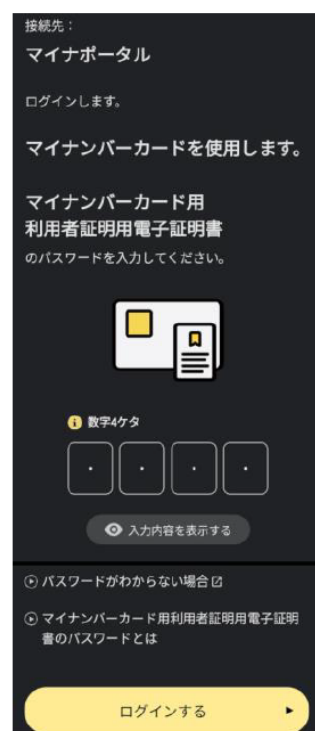 接続先：
マイナポータル
ログインします。
マイナンバーカードを使用します。
マイナンバーカード用
利用者証明用電子証明書
のパスワードを入力してください。
数字4ケタ
入力内容を表示する
パスワードがわからない場合
マイナンバーカード用利用者証明用電子証明
書のパスワードとは
ログインする